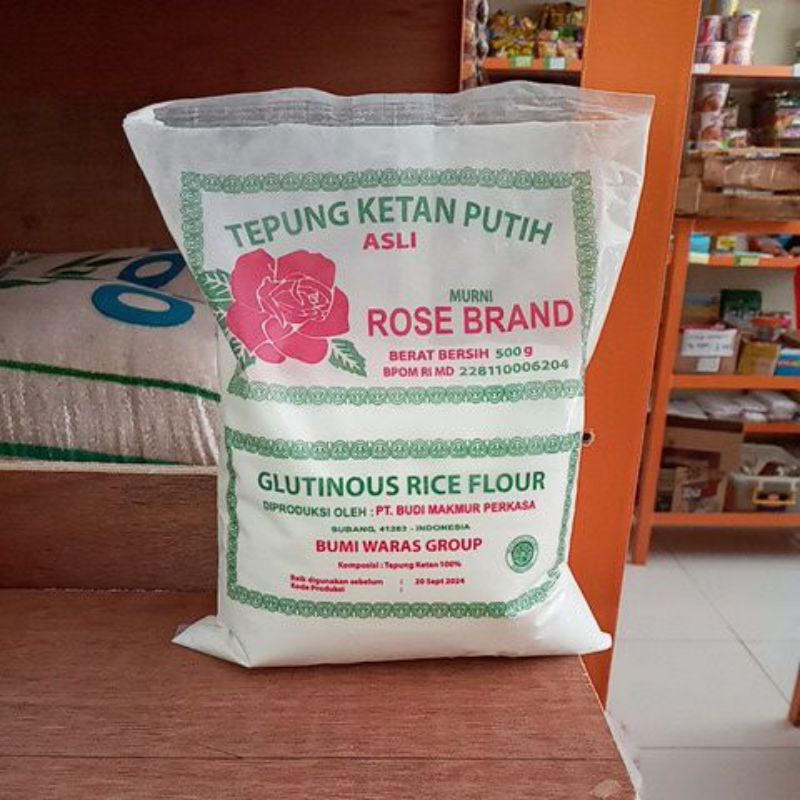 TEPUNG KETAN PUTIH
ASLI
MURNI
ROSE BRAND
BERAT BERSIH 500 g
BPOM RI MD 228110006204
GLUTINOUS RICE FLOUR
DIPRODUKSI OLEH : PT. BUDI MAKMUR PERKASA
SUBANG, 41263 - INDONESIA
BUMI WARAS GROUP
Komposisi : Tepung Ketan 100%
Baik digunakan sebelum : 20 Sept 2024
Kode Produksi :